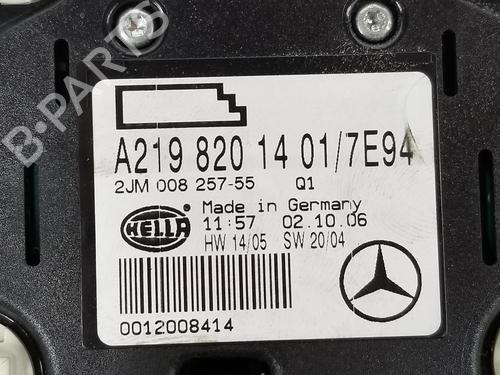 A219 820 14 01/7E94
2JM 008 257-55 Q1
Made in Germany
11:57 02.10.06
HELLA
HW 14/05 SW 20/04
0012008414
B-PARTS